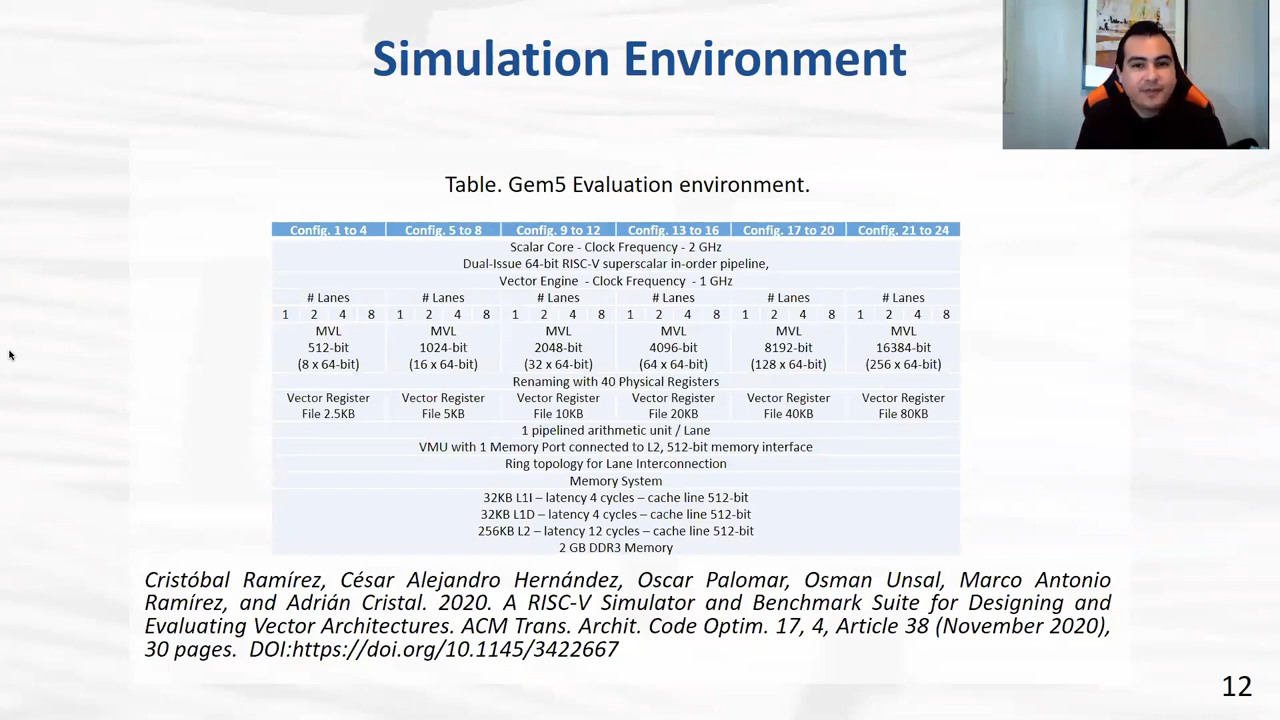 Simulation Environment
Table. Gem5 Evaluation environment.
Config. 1 to 4 Config. 5 to 8 Config. 9 to 12 Config. 13 to 16 Config. 17 to 20 Config. 21 to 24
Scalar Core - Clock Frequency - 2 GHz
Dual-Issue 64-bit RISC-V superscalar in-order pipeline,
Vector Engine - Clock Frequency - 1 GHz
# Lanes # Lanes # Lanes # Lanes # Lanes # Lanes
1 2 4 8 1 2 4 8 1 2 4 8 1 2 4 8 1 2 4 8 1 2 4 8
MVL MVL MVL MVL MVL MVL
512-bit 1024-bit 2048-bit 4096-bit 8192-bit 16384-bit
(8 x 64-bit) (16 x 64-bit) (32 x 64-bit) (64 x 64-bit) (128 x 64-bit) (256 x 64-bit)
Renaming with 40 Physical Registers
Vector Register Vector Register Vector Register Vector Register Vector Register Vector Register
File 2.5KB File 5KB File 10KB File 20KB File 40KB File 80KB
1 pipelined arithmetic unit / Lane
VMU with 1 Memory Port connected to L2, 512-bit memory interface
Ring topology for Lane Interconnection
Memory System
32KB L1I – latency 4 cycles – cache line 512-bit
32KB L1D – latency 4 cycles – cache line 512-bit
256KB L2 – latency 12 cycles – cache line 512-bit
2 GB DDR3 Memory
Cristóbal Ramírez, César Alejandro Hernández, Oscar Palomar, Osman Unsal, Marco Antonio
Ramírez, and Adrián Cristal. 2020. A RISC-V Simulator and Benchmark Suite for Designing and
Evaluating Vector Architectures. ACM Trans. Archit. Code Optim. 17, 4, Article 38 (November 2020),
30 pages. DOI:https://doi.org/10.1145/3422667
12